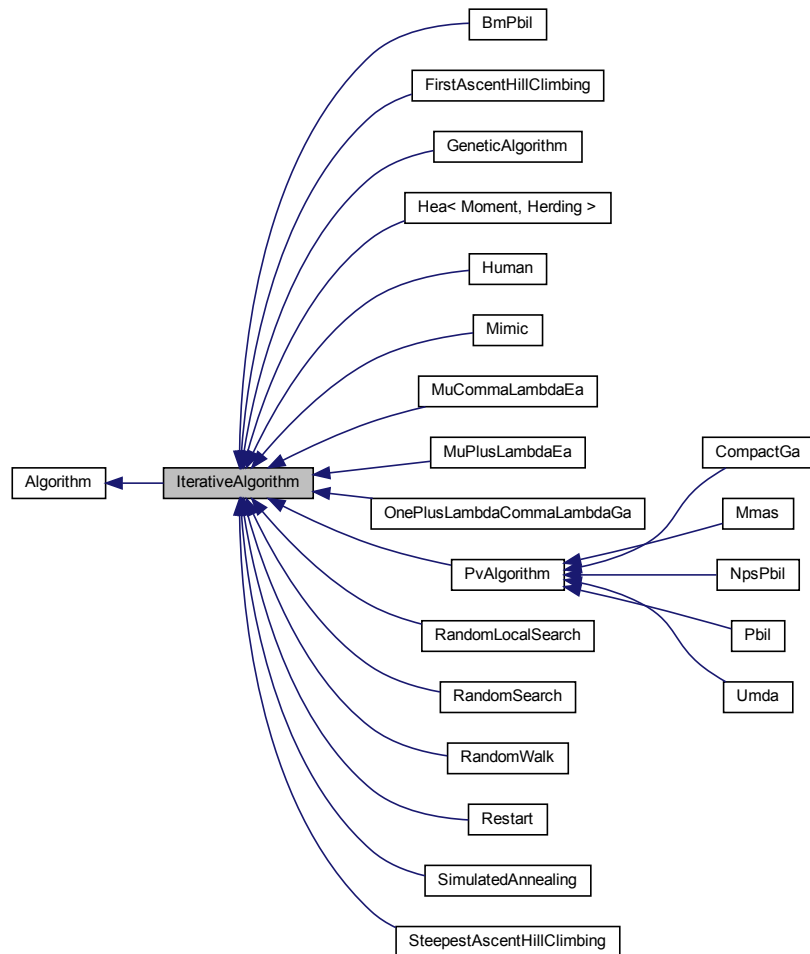 BmPbil
FirstAscentHillClimbing
GeneticAlgorithm
Hea< Moment, Herding >
Human
Mimic
MuCommaLambdaEa
MuPlusLambdaEa
CompactGa
Algorithm
IterativeAlgorithm
OnePlusLambdaCommaLambdaGa
Mmas
PvAlgorithm
NpsPbil
RandomLocalSearch
Pbil
RandomSearch
Umda
RandomWalk
Restart
SimulatedAnnealing
SteepestAscentHillClimbing